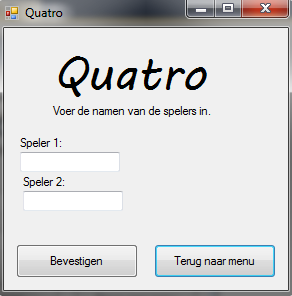 Quatro
Quatro
Voer de namen van de spelers in.
Speler 1:
Speler 2:
Bevestigen
Terug naar menu